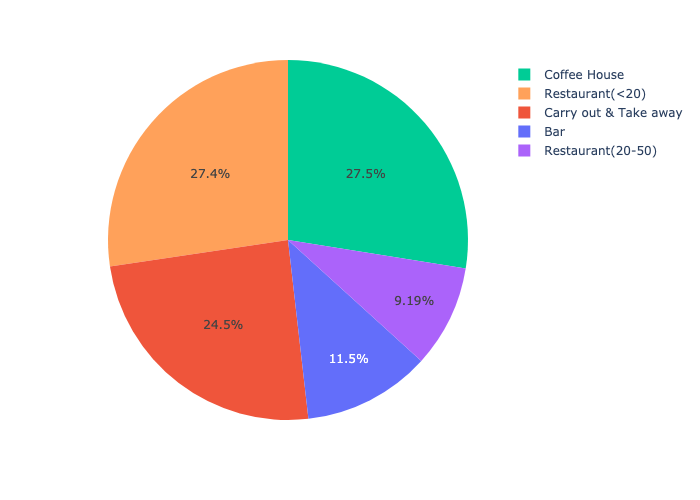 Coffee House
Restaurant(<20)
Carry out & Take away
Bar
Restaurant(20-50)
27.4%
27.5%
9.19%
24.5%
11.5%